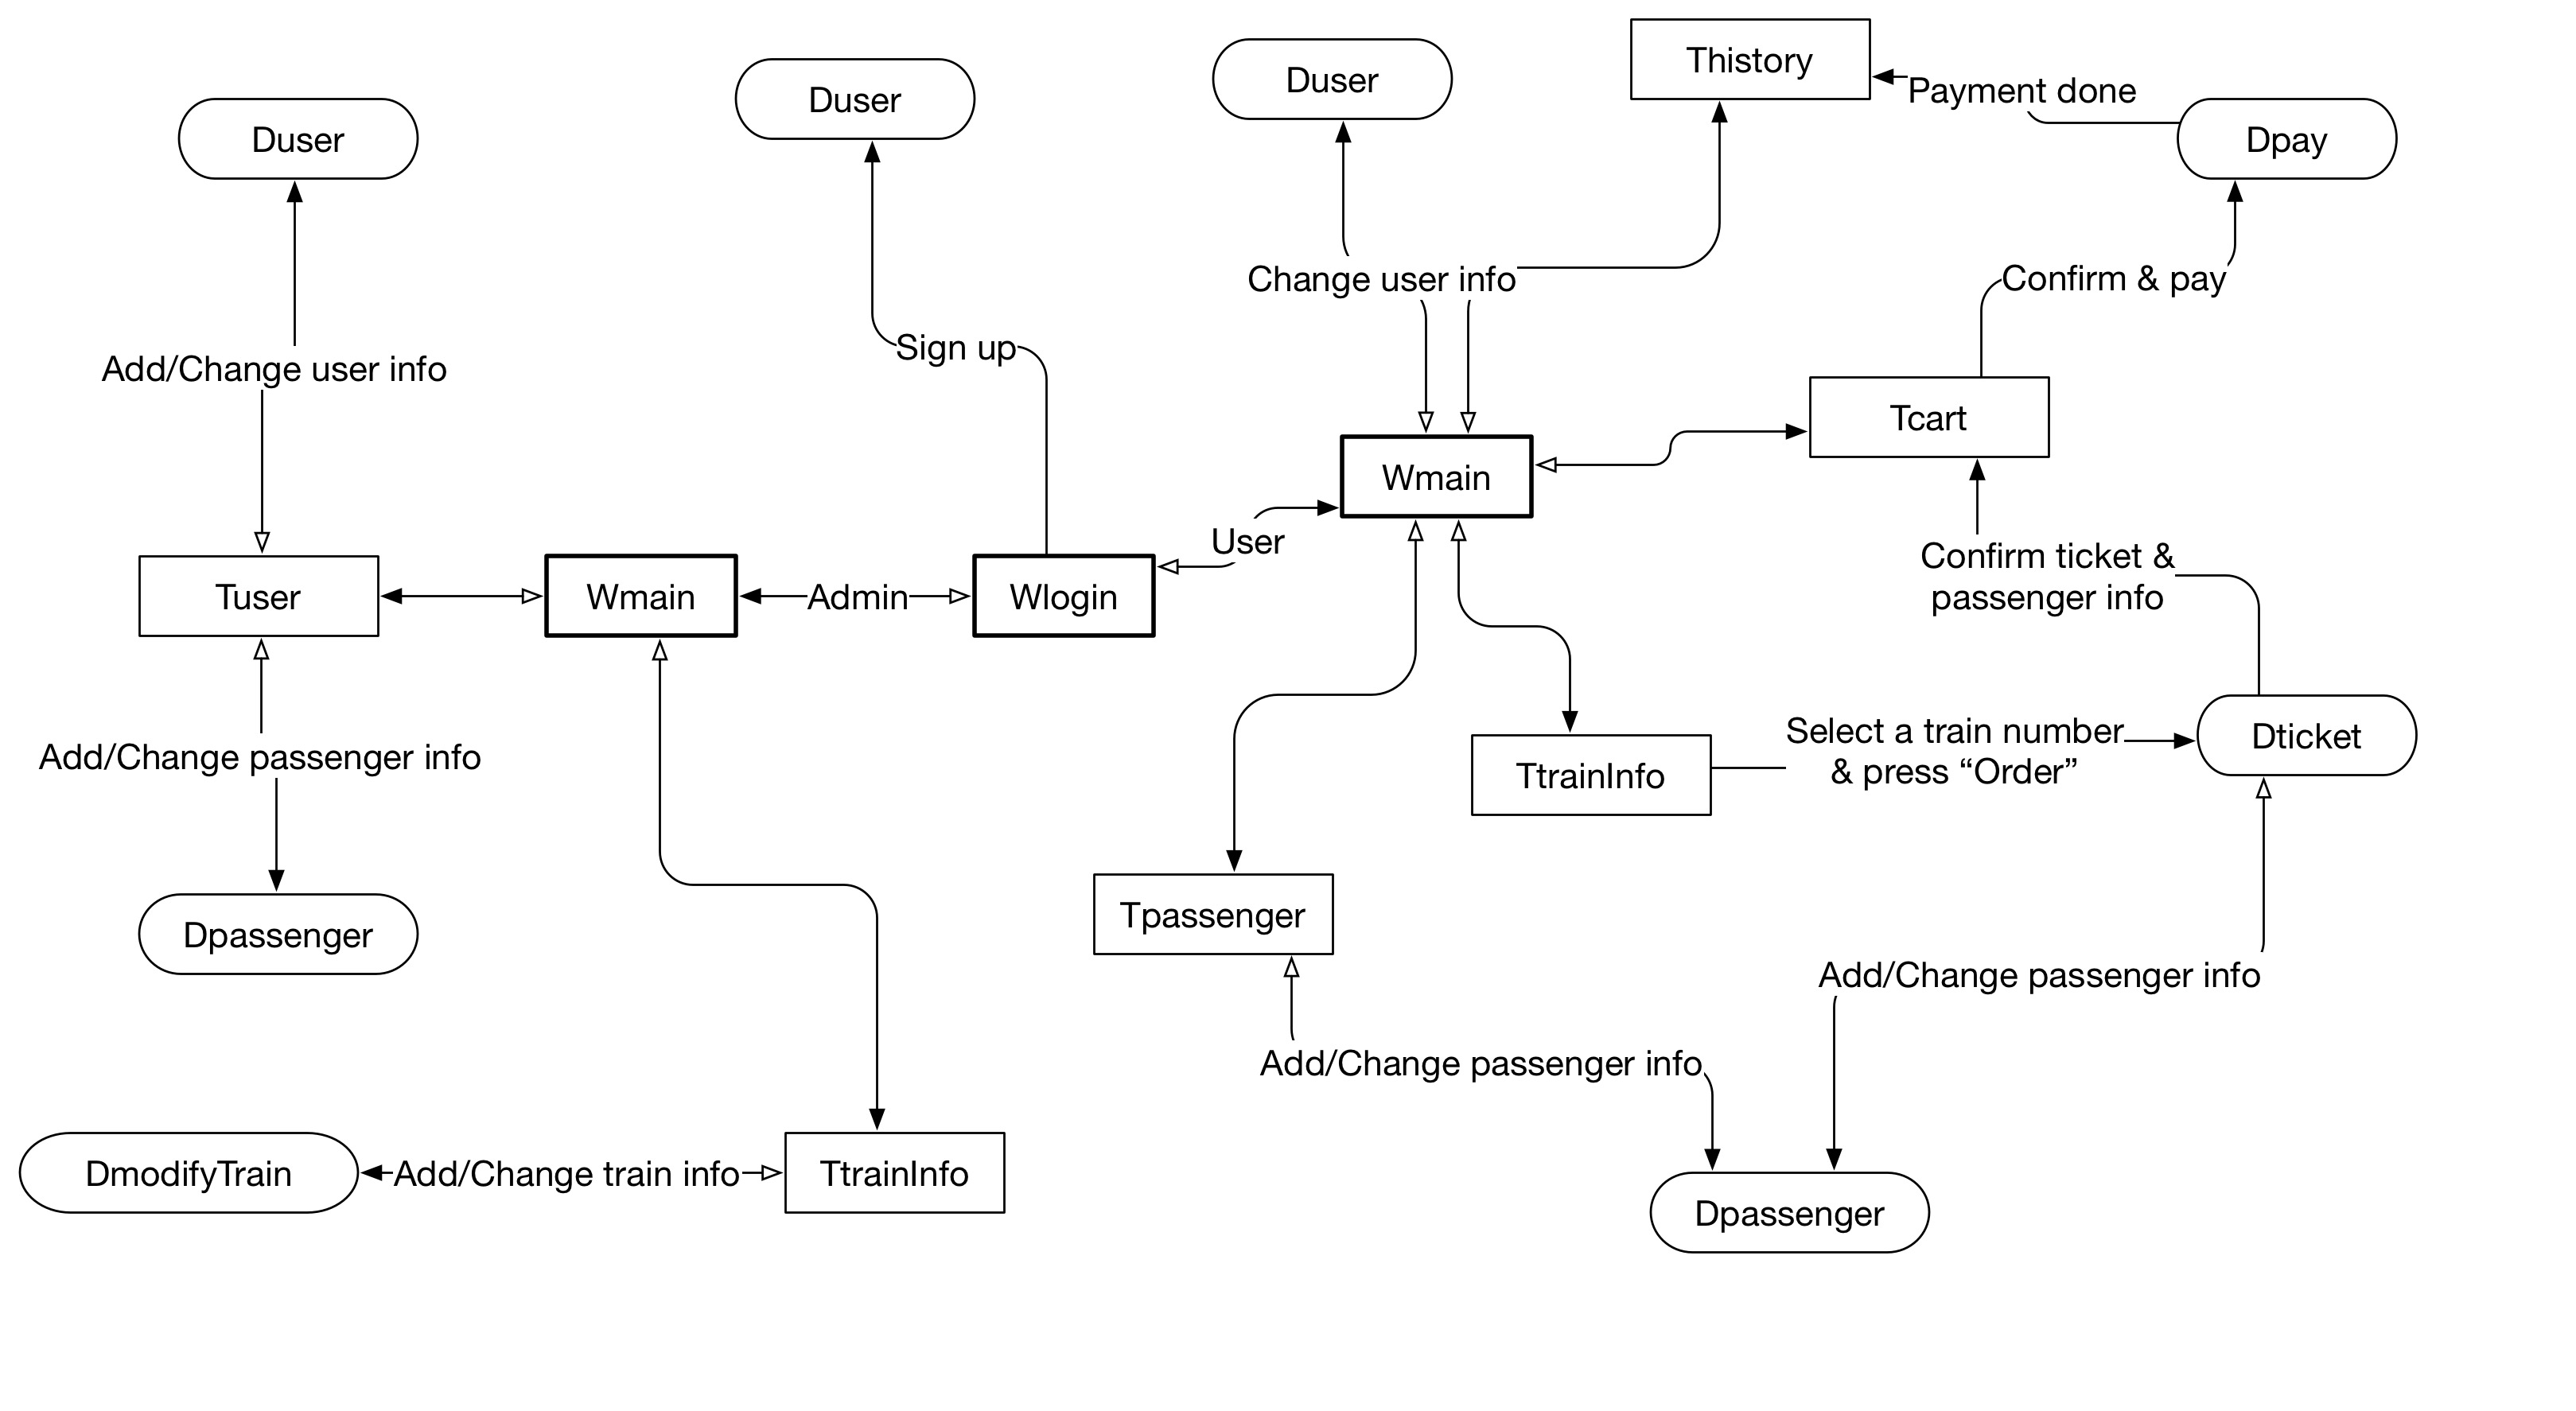 Thistory
Duser
Payment done
Duser
Duser
Dpay
Change user info
Confirm & pay
Sign up
Add/Change user info
Tcart
Wmain
User
Confirm ticket &
passenger info
Tuser
Wmain
Admin
Wlogin
Select a train number
& press “Order”
Dticket
Add/Change passenger info
TtrainInfo
Tpassenger
Dpassenger
Add/Change passenger info
Add/Change passenger info
DmodifyTrain
Add/Change train info
TtrainInfo
Dpassenger